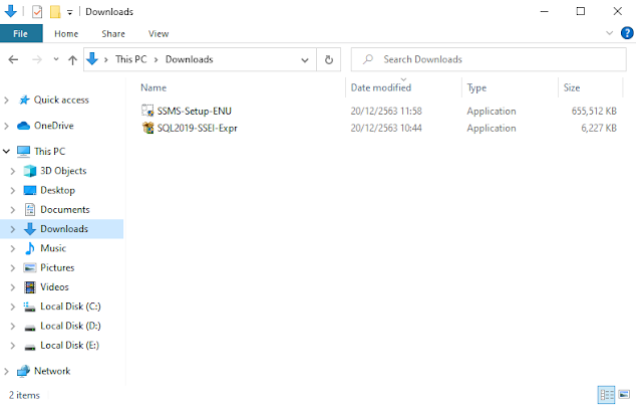 Downloads
File Home Share View
This PC Downloads Search Downloads
Name Date modified Type Size
Quick access
OneDrive
This PC
3D Objects
Desktop
Documents
Downloads
Music
Pictures
Videos
Local Disk (C:)
Local Disk (D:)
Local Disk (E:)
Network
SSMS-Setup-ENU 20/12/2563 11:58 Application 655,512 KB
SQL2019-SSEI-Expr 20/12/2563 10:44 Application 6,227 KB
2 items